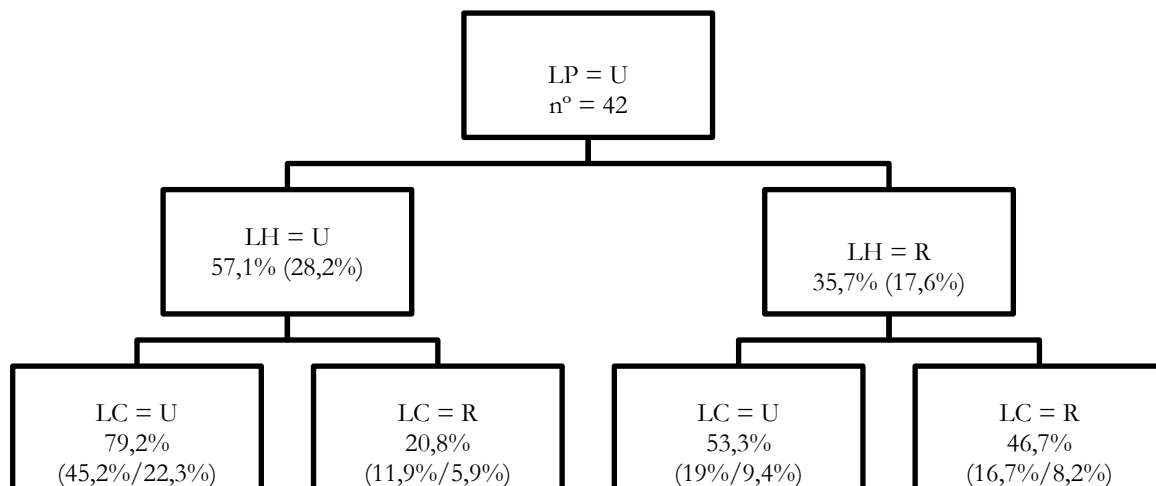 LP = U
nº = 42
LH = U
57,1% (28,2%)
LH = R
35,7% (17,6%)
LC = U
79,2%
(45,2%/22,3%)
LC = R
20,8%
(11,9%/5,9%)
LC = U
53,3%
(19%/9,4%)
LC = R
46,7%
(16,7%/8,2%)